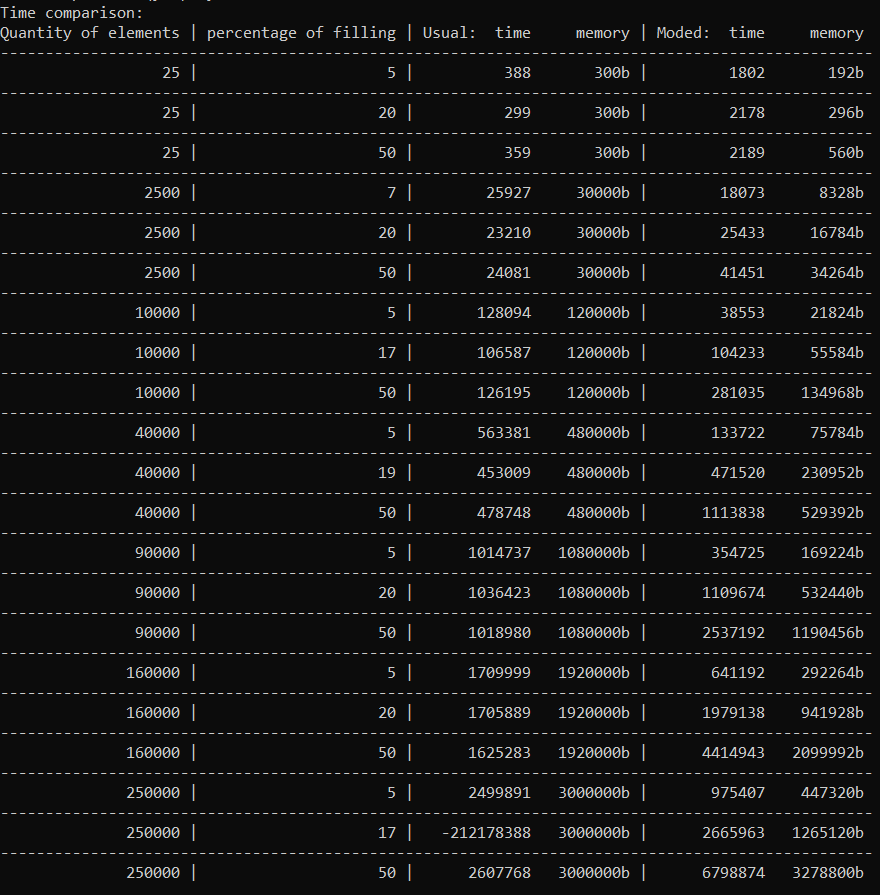 Time comparison:
Quantity of elements | percentage of filling | Usual:  time     memory | Moded:  time     memory
-------------------------------------------------------------------------------------------------
                  25 |                     5 |          388       300b |         1802       192b
-------------------------------------------------------------------------------------------------
                  25 |                    20 |          299       300b |         2178       296b
-------------------------------------------------------------------------------------------------
                  25 |                    50 |          359       300b |         2189       560b
-------------------------------------------------------------------------------------------------
                2500 |                     7 |        25927     30000b |        18073      8328b
-------------------------------------------------------------------------------------------------
                2500 |                    20 |        23210     30000b |        25433     16784b
-------------------------------------------------------------------------------------------------
                2500 |                    50 |        24081     30000b |        41451     34264b
-------------------------------------------------------------------------------------------------
               10000 |                     5 |       128094    120000b |        38553     21824b
-------------------------------------------------------------------------------------------------
               10000 |                    17 |       106587    120000b |       104233     55584b
-------------------------------------------------------------------------------------------------
               10000 |                    50 |       126195    120000b |       281035    134968b
-------------------------------------------------------------------------------------------------
               40000 |                     5 |       563381    480000b |       133722     75784b
-------------------------------------------------------------------------------------------------
               40000 |                    19 |       453009    480000b |       471520    230952b
-------------------------------------------------------------------------------------------------
               40000 |                    50 |       478748    480000b |      1113838    529392b
-------------------------------------------------------------------------------------------------
               90000 |                     5 |      1014737   1080000b |       354725    169224b
-------------------------------------------------------------------------------------------------
               90000 |                    20 |      1036423   1080000b |      1109674    532440b
-------------------------------------------------------------------------------------------------
               90000 |                    50 |      1018980   1080000b |      2537192   1190456b
-------------------------------------------------------------------------------------------------
              160000 |                     5 |      1709999   1920000b |       641192    292264b
-------------------------------------------------------------------------------------------------
              160000 |                    20 |      1705889   1920000b |      1979138    941928b
-------------------------------------------------------------------------------------------------
              160000 |                    50 |      1625283   1920000b |      4414943   2099992b
-------------------------------------------------------------------------------------------------
              250000 |                     5 |      2499891   3000000b |       975407    447320b
-------------------------------------------------------------------------------------------------
              250000 |                    17 |   -212178388   3000000b |      2665963   1265120b
-------------------------------------------------------------------------------------------------
              250000 |                    50 |      2607768   3000000b |      6798874   3278800b